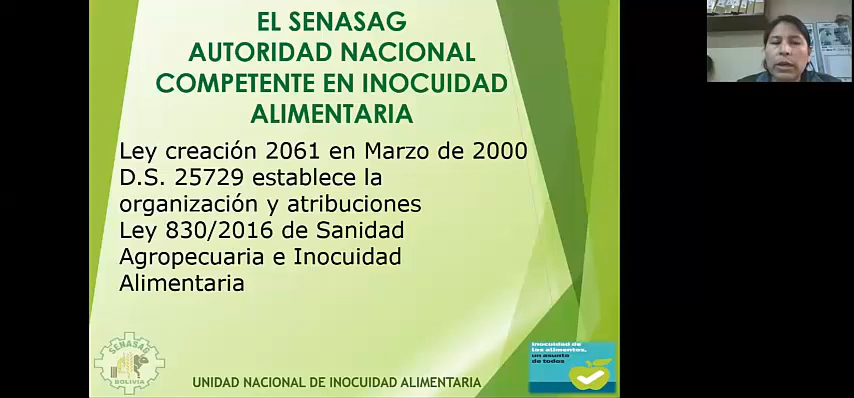 EL SENASAG
AUTORIDAD NACIONAL
COMPETENTE EN INOCUIDAD
ALIMENTARIA
Ley creación 2061 en Marzo de 2000
D.S. 25729 establece la
organización y atribuciones
Ley 830/2016 de Sanidad
Agropecuaria e Inocuidad
Alimentaria
SENASAG
BOLIVIA
UNIDAD NACIONAL DE INOCUIDAD ALIMENTARIA
Inocuidad de
los alimentos,
un asunto
de todos